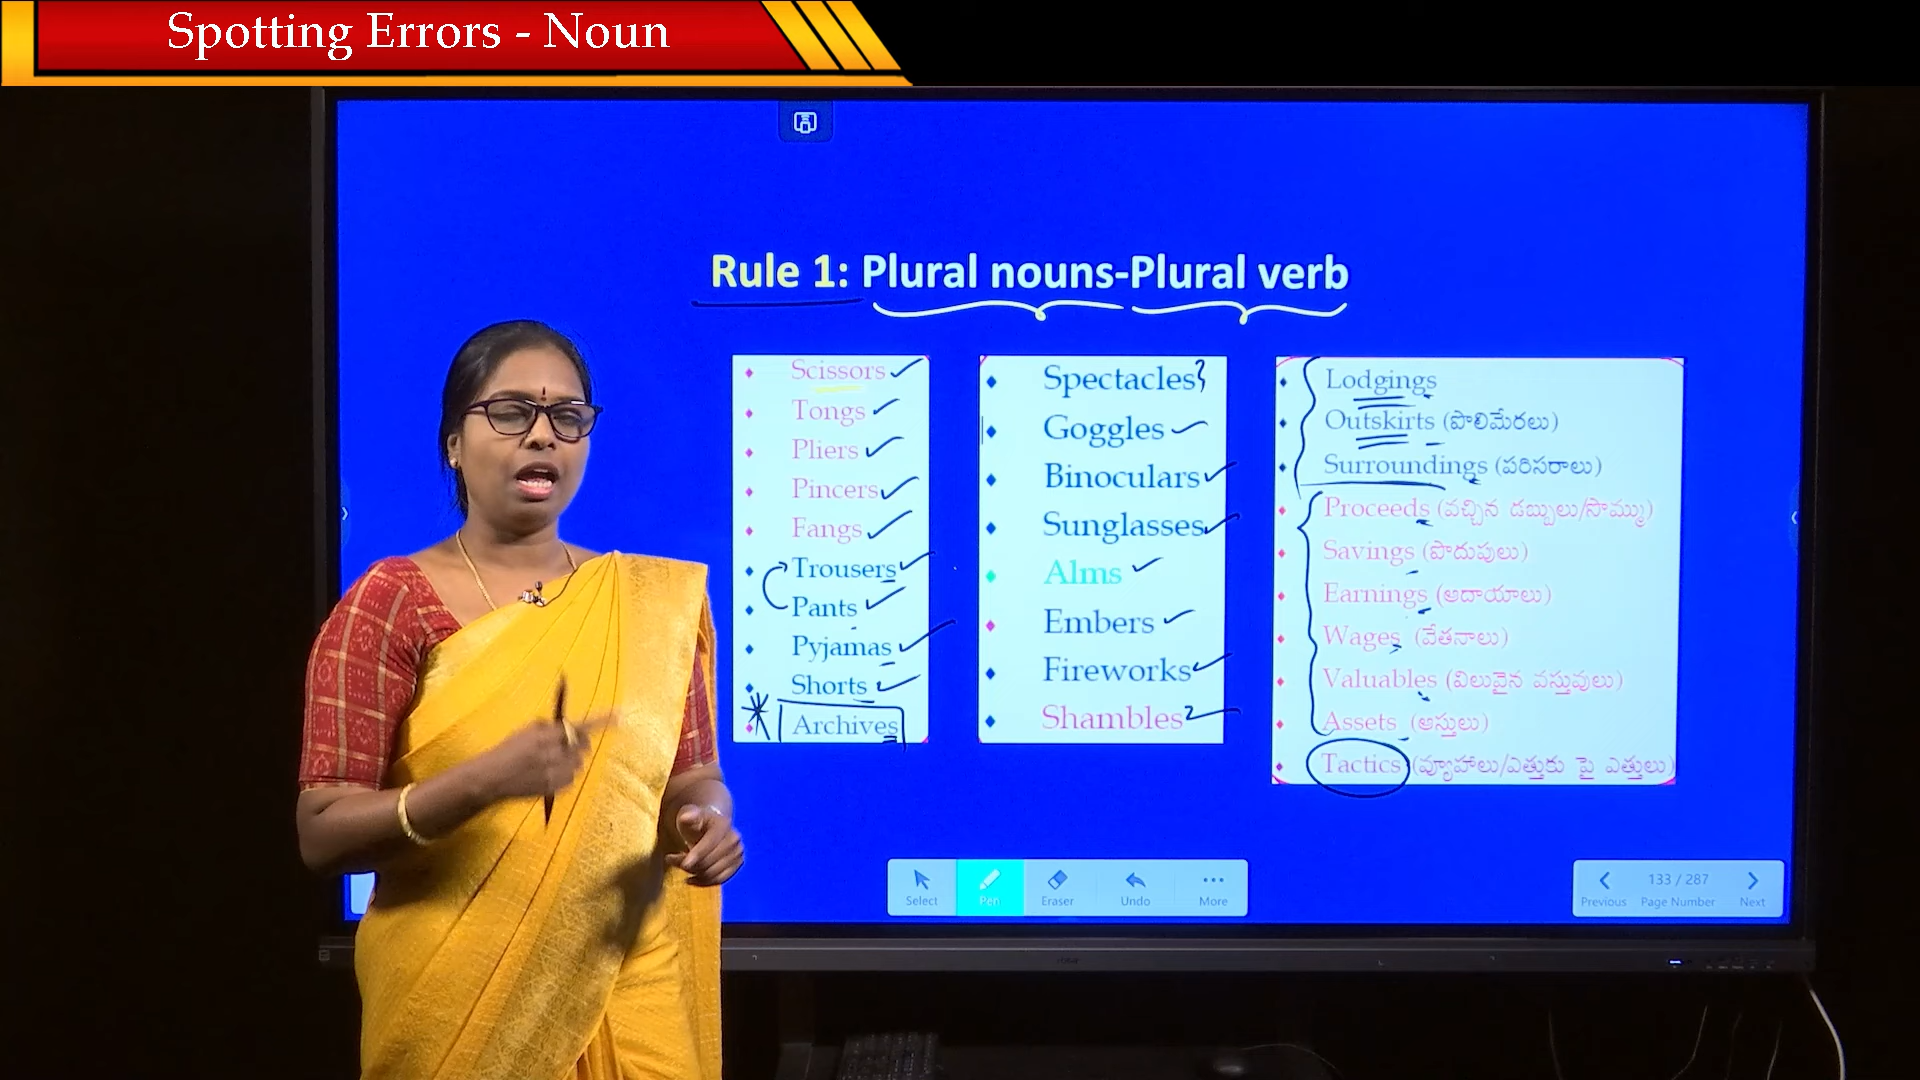 Spotting Errors - Noun
Rule 1: Plural nouns-Plural verb
Scissors
Tongs
Pliers
Pincers
Fangs
Trousers
Pants
Pyjamas
Shorts
Archives
Spectacles
Goggles
Binoculars
Sunglasses
Alms
Embers
Fireworks
Shambles
Lodgings
Outskirts (పొలిమేరలు)
Surroundings (పరిసరాలు)
Proceeds (వచ్చిన డబ్బులు/సొమ్ము)
Savings (పొదుపులు)
Earnings (ఆదాయాలు)
Wages (వేతనాలు)
Valuables (విలువైన వస్తువులు)
Assets (ఆస్తులు)
Tactics (వ్యూహాలు/ఎత్తుకు పై ఎత్తులు)
Select
Pen
Eraser
Undo
More
133 / 287
Previous Page Number Next